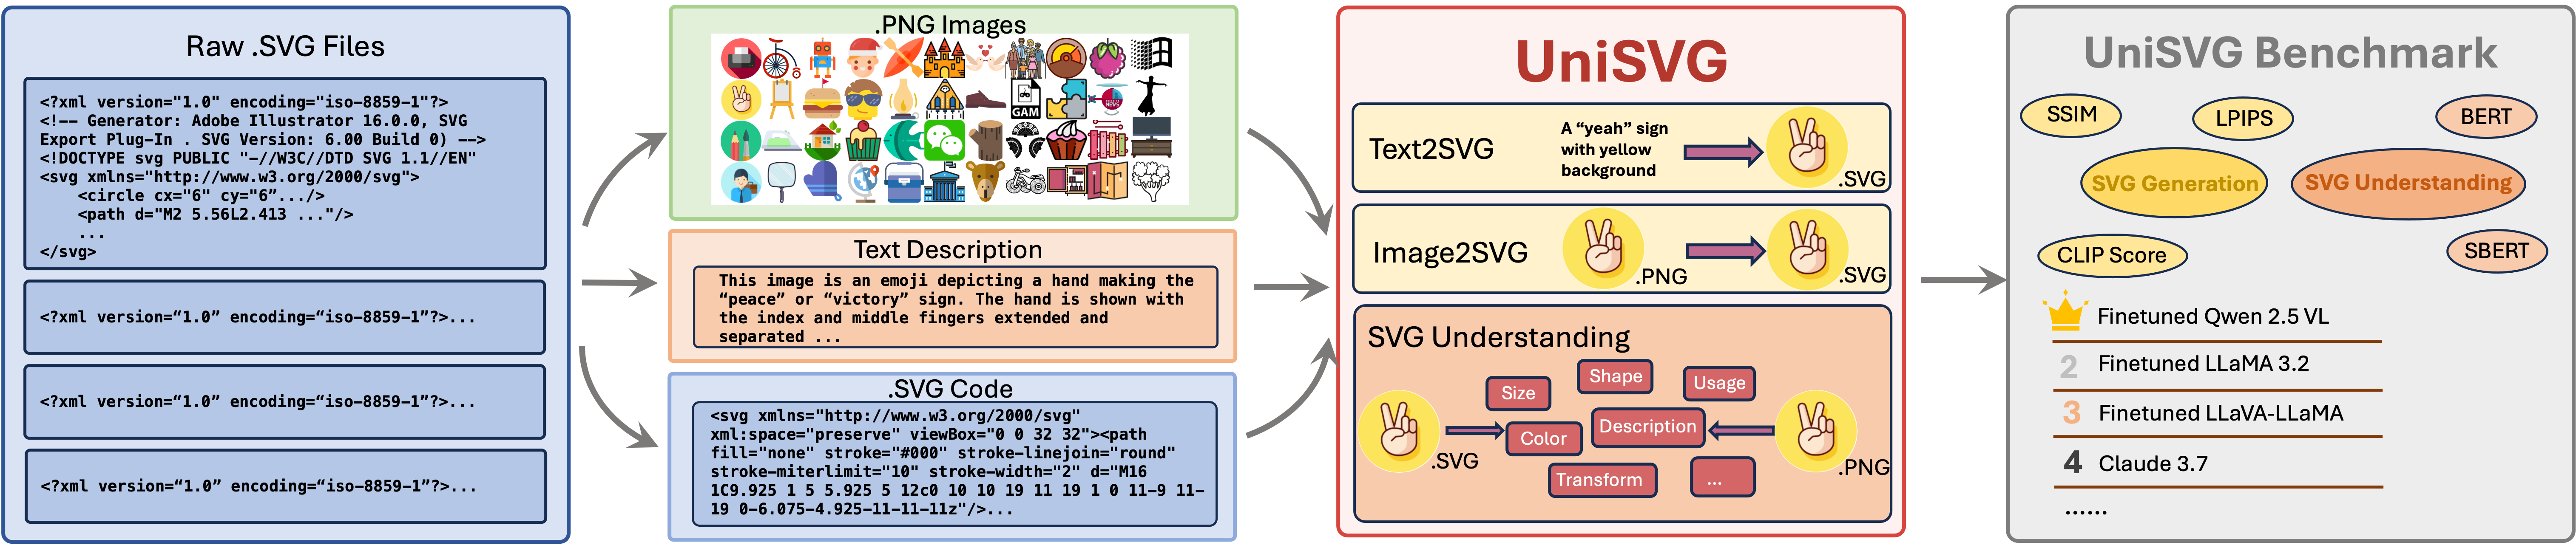 Raw .SVG Files
<?xml version="1.0" encoding="iso-8859-1"?>
<!-- Generator: Adobe Illustrator 16.0.0, SVG
Export Plug-In . SVG Version: 6.00 Build 0) -->
<!DOCTYPE svg PUBLIC "-//W3C//DTD SVG 1.1//EN"
<svg xmlns="http://www.w3.org/2000/svg">
<circle cx="6" cy="6”.../>
<path d="M2 5.56L2.413 ..."/>
...
</svg>
<?xml version=“1.0” encoding=“iso-8859-1”?>...
<?xml version=“1.0” encoding=“iso-8859-1”?>...
<?xml version=“1.0” encoding=“iso-8859-1”?>...
.PNG Images
GAM
Text Description
This image is an emoji depicting a hand making the
“peace” or “victory” sign. The hand is shown with
the index and middle fingers extended and
separated ...
.SVG Code
<svg xmlns="http://www.w3.org/2000/svg"
xml:space="preserve" viewBox="0 0 32 32"><path
fill="none" stroke="#000" stroke-linejoin="round"
stroke-miterlimit="10" stroke-width="2" d="M16
1C9.925 1 5 5.925 5 12c0 10 10 19 11 19 1 0 11-9 11-
19 0-6.075-4.925-11-11-11z"/>...
UniSVG
Text2SVG
A “yeah” sign
with yellow
background
.SVG
Image2SVG
.PNG
.SVG
SVG Understanding
Size
Shape
Usage
Color
Description
Transform
...
.SVG
.PNG
UniSVG Benchmark
SSIM
LPIPS
BERT
SVG Generation
SVG Understanding
CLIP Score
SBERT
Finetuned Qwen 2.5 VL
2 Finetuned LLaMA 3.2
3 Finetuned LLaVA-LLaMA
4 Claude 3.7
......